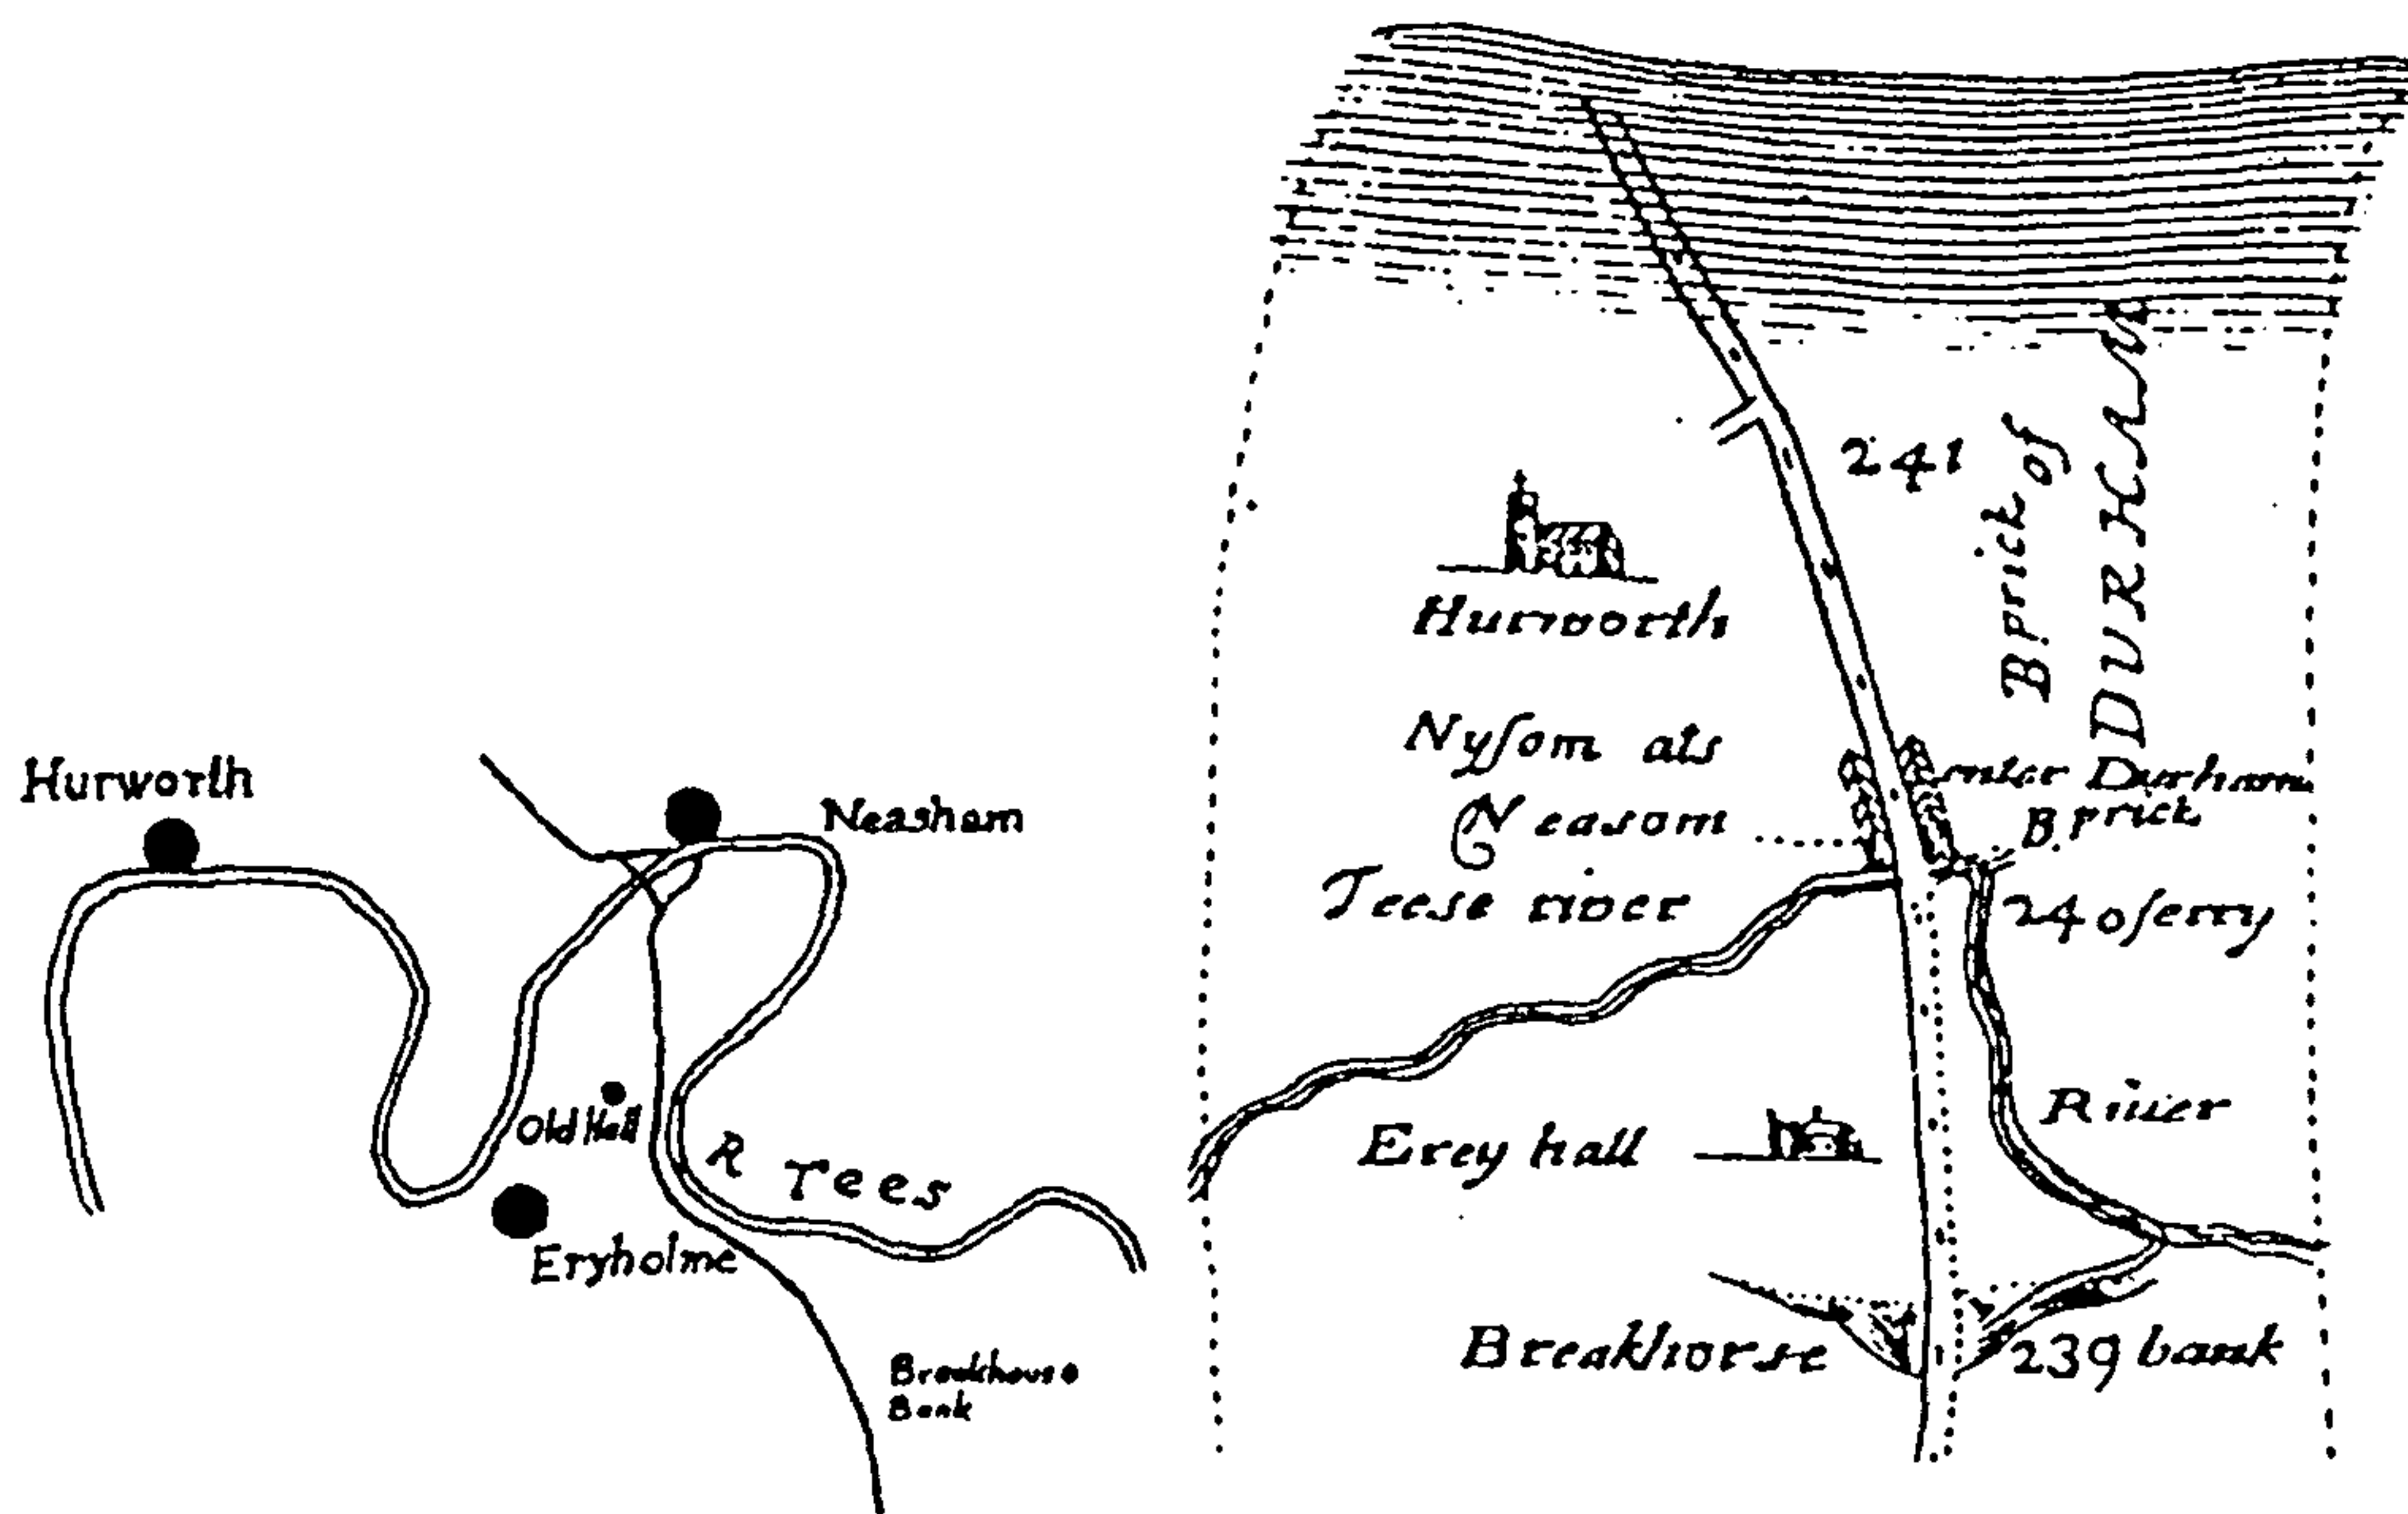 Hurworth
Neasham
Old Hall
R Tees
Eryholme
Breakhouse
Bank
241
Bprick of
DURHAM
Hurworth
Nyſom als
Neasom
enter Durham
Bprick
Teese river
240 ferry
Erey hall
River
Breakhorse
239 bank